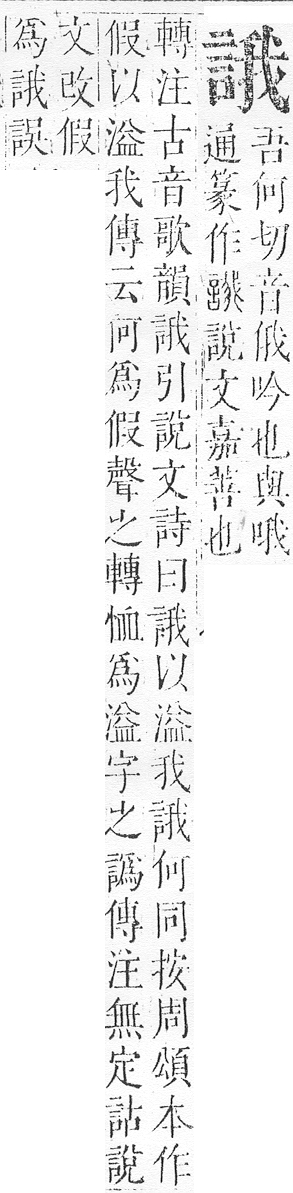 誐
吾何切音俄吟也與哦
通篆作說文嘉善也
轉注古音歌韻誐引說文詩曰誐以溢我誐何同按周頌本作
假以溢我傳云何爲假聲之轉恤爲溢字之譌傳注無定詁說
文改假
爲誐誤